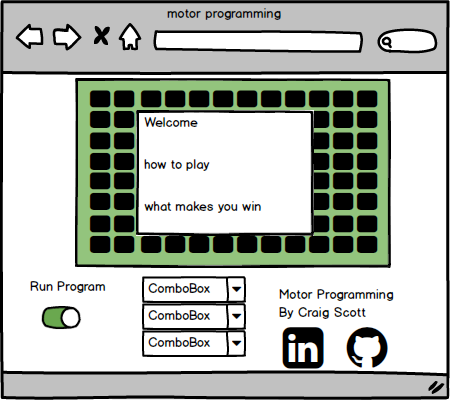 motor programming
Welcome
how to play
what makes you win
Run Program
ComboBox
ComboBox
ComboBox
Motor Programming
By Craig Scott
in